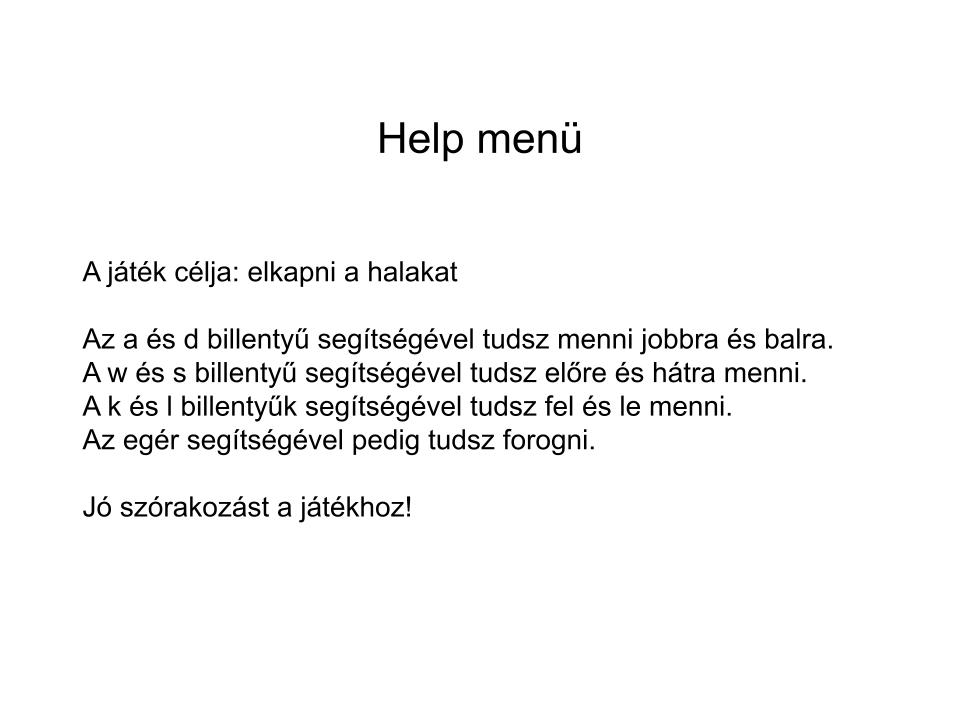 Help menü
A játék célja: elkapni a halakat
Az a és d billentyű segítségével tudsz menni jobbra és balra.
A w és s billentyű segítségével tudsz előre és hátra menni.
A k és l billentyűk segítségével tudsz fel és le menni.
Az egér segítségével pedig tudsz forogni.
Jó szórakozást a játékhoz!